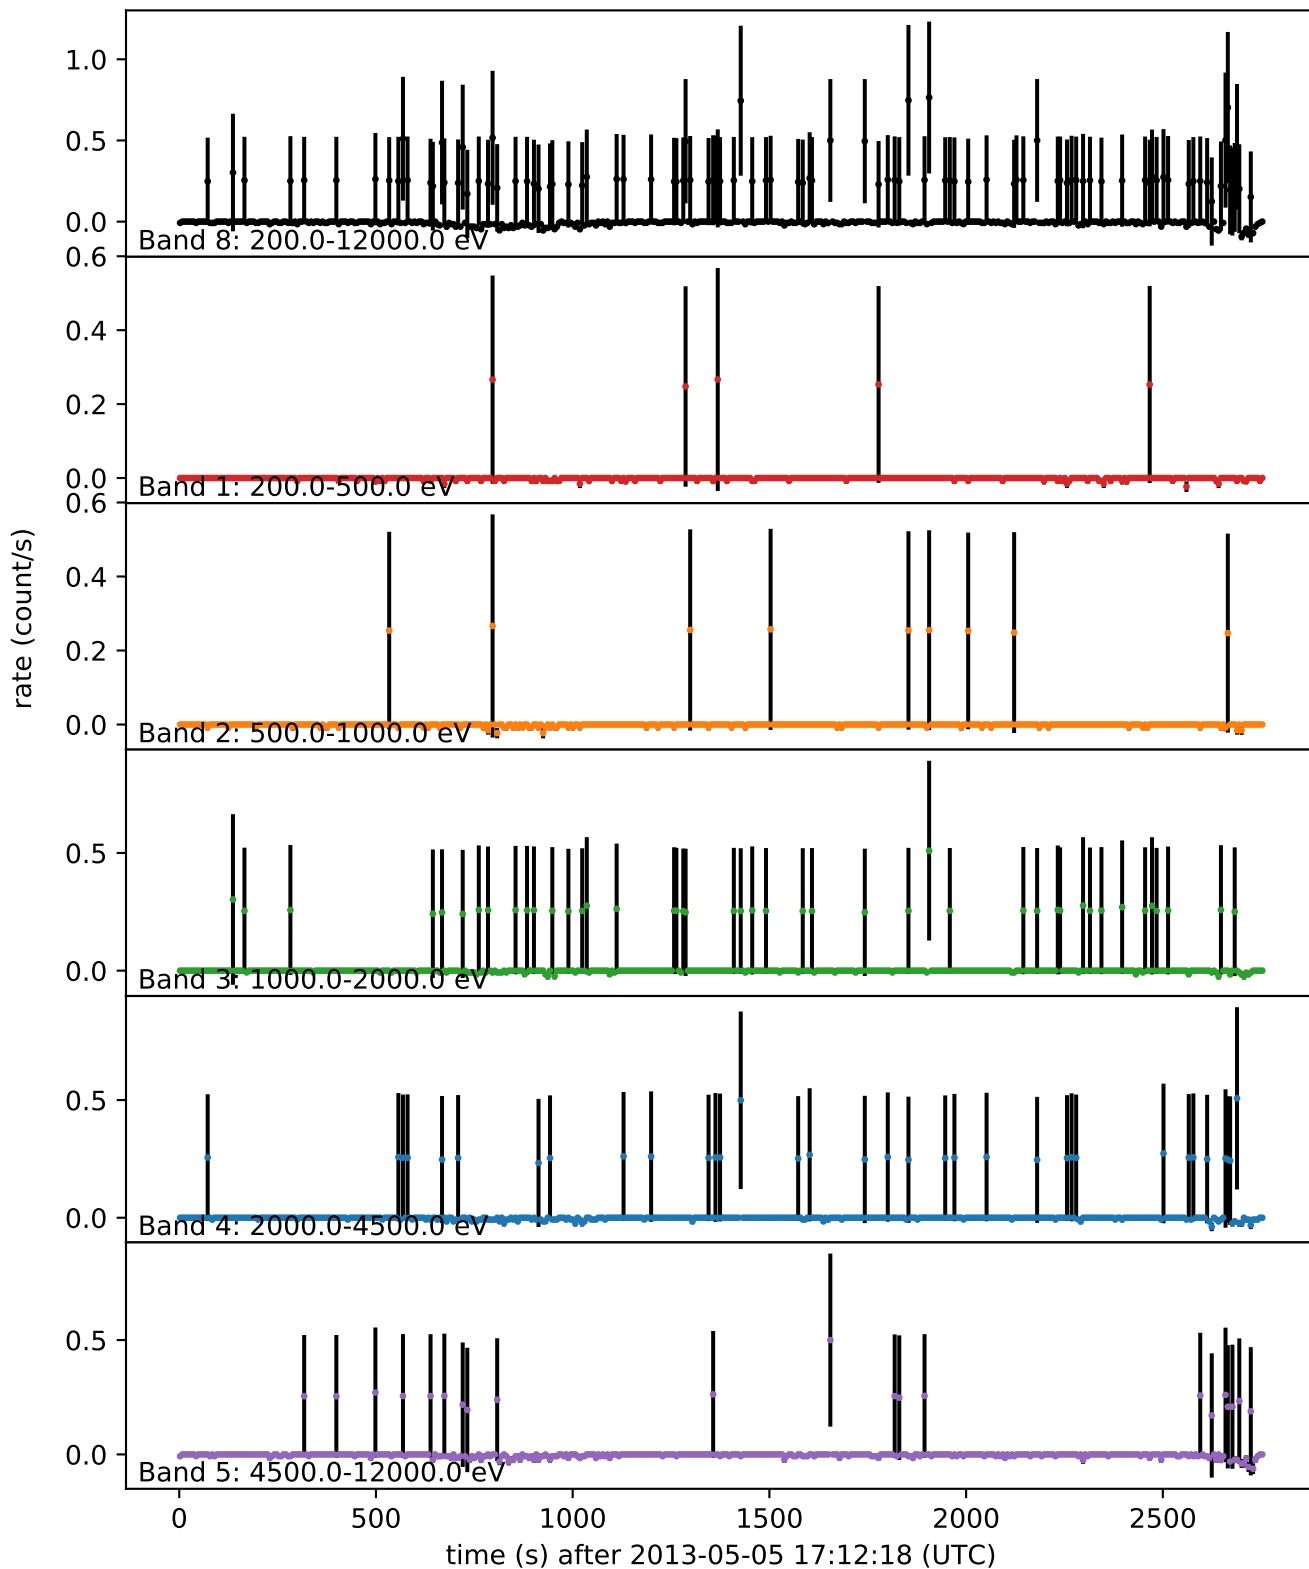 1.0
0.5
0.0
Band 8: 200.0-12000.0 eV
0.6
0.4
0.2
0.0
Band 1: 200.0-500.0 eV
0.6
0.4
0.2
0.0
Band 2: 500.0-1000.0 eV
rate (count/s)
0.5
0.0
Band 3: 1000.0-2000.0 eV
0.5
0.0
Band 4: 2000.0-4500.0 eV
0.5
0.0
Band 5: 4500.0-12000.0 eV
0 500 1000 1500 2000 2500
time (s) after 2013-05-05 17:12:18 (UTC)